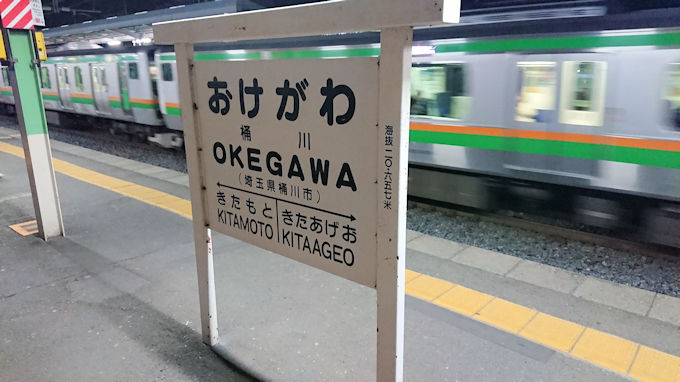 おけがわ
桶川
OKEGAWA
(埼玉県桶川市)
きたもと きたあげお
KITAMOTO KITAAGEO
海抜二〇・六五七米